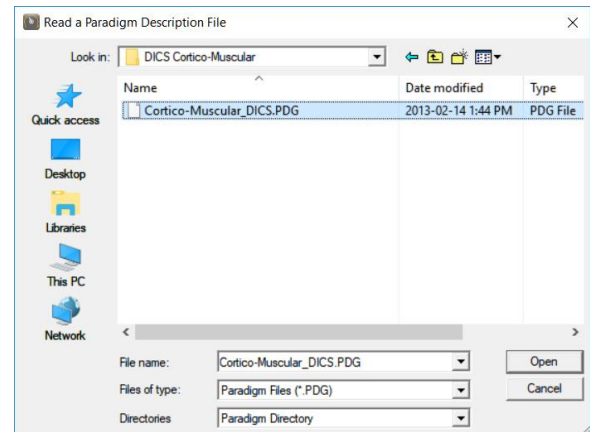 Read a Paradigm Description File
Look in: DICS Cortico-Muscular
Name Date modified Type
Cortico-Muscular_DICS.PDG 2013-02-14 1:44 PM PDG File
Quick access
Desktop
Libraries
This PC
Network
File name: Cortico-Muscular_DICS.PDG Open
Files of type: Paradigm Files (*.PDG) Cancel
Directories Paradigm Directory